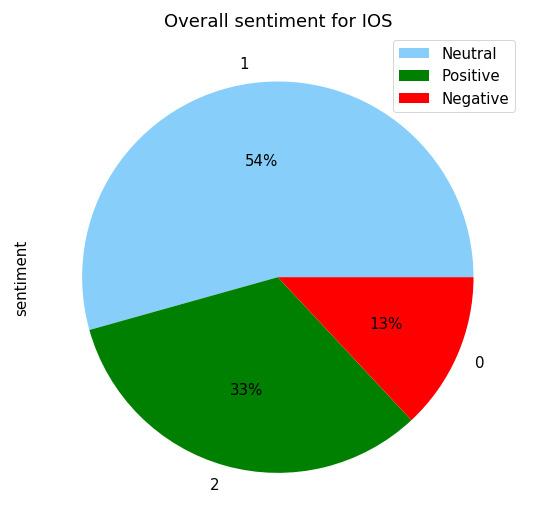 Overall sentiment for IOS
Neutral
Positive
Negative
1
54%
sentiment
13%
0
33%
2